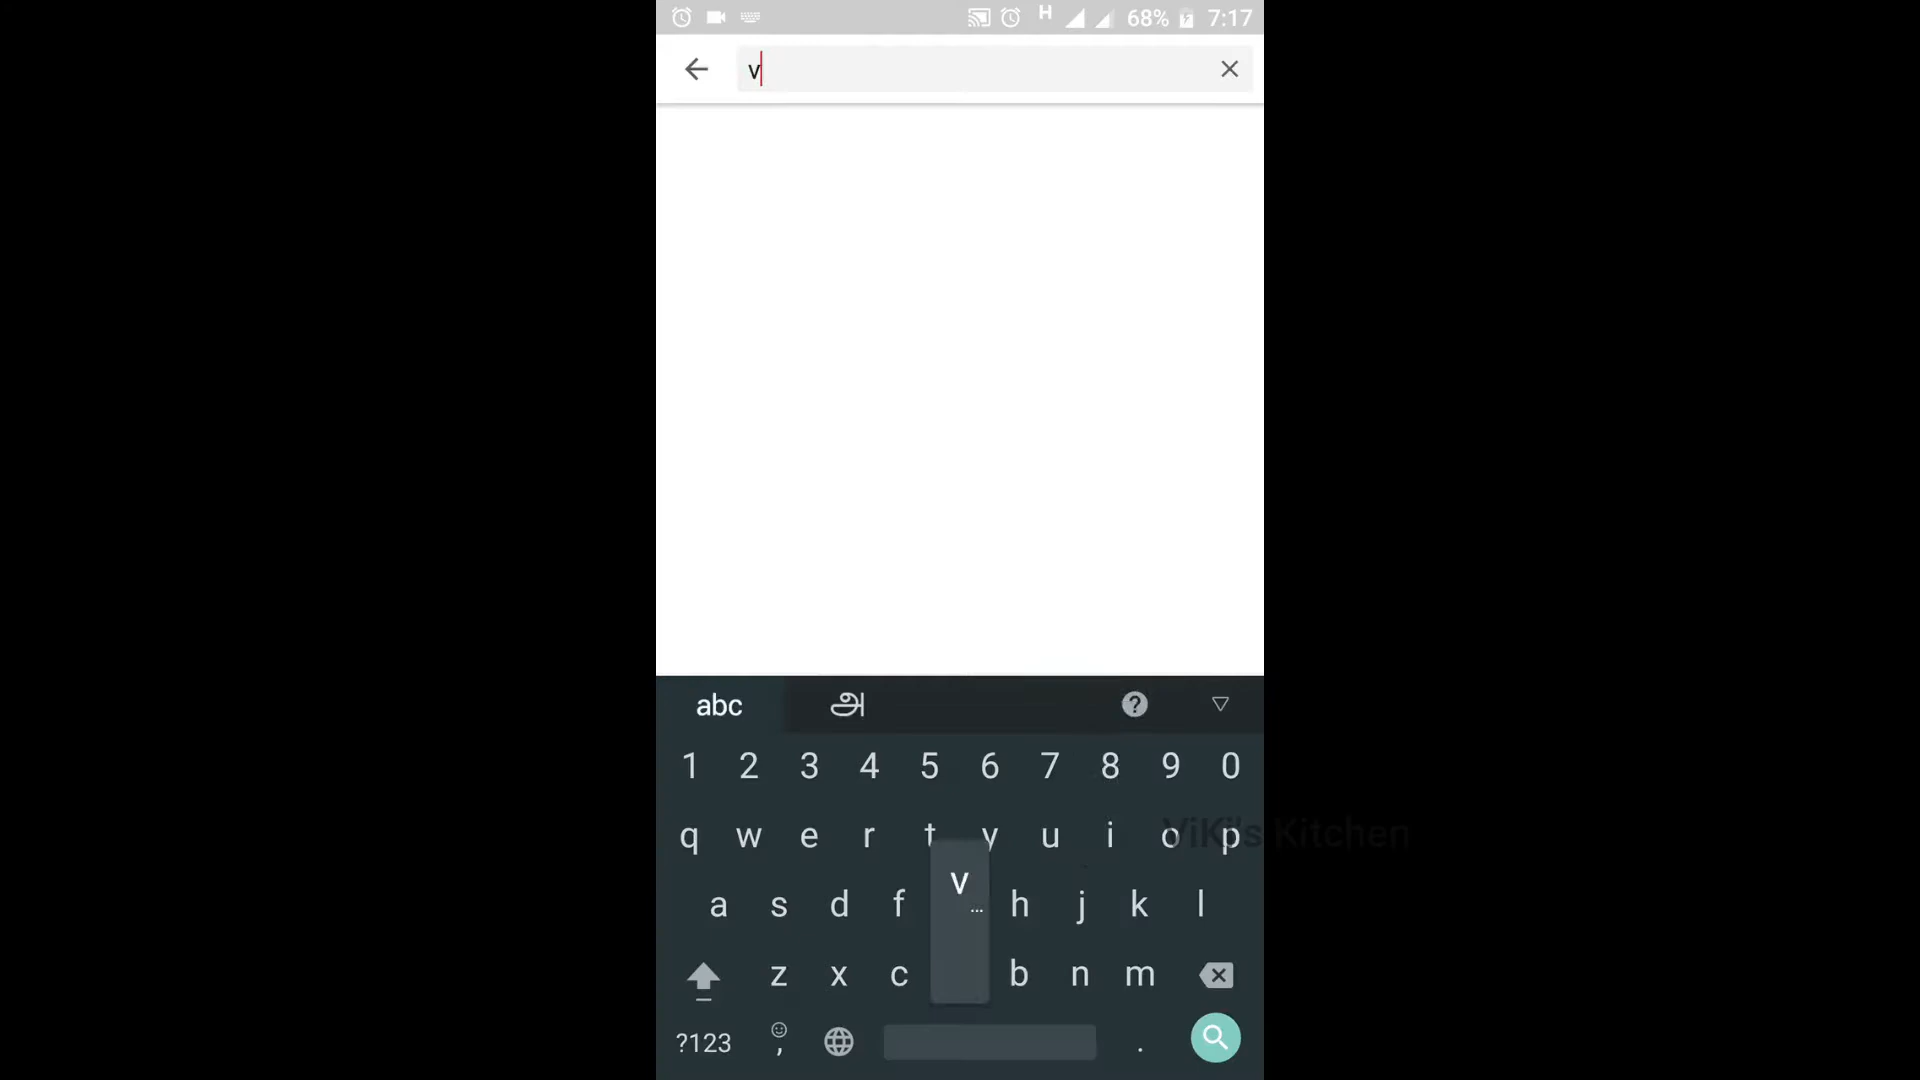 H 68% 7:17
v
abc அ ?
1 2 3 4 5 6 7 8 9 0
q w e r t y u i o p
ViKi's Kitchen
v
...
a s d f h j k l
z x c b n m
?123 , .